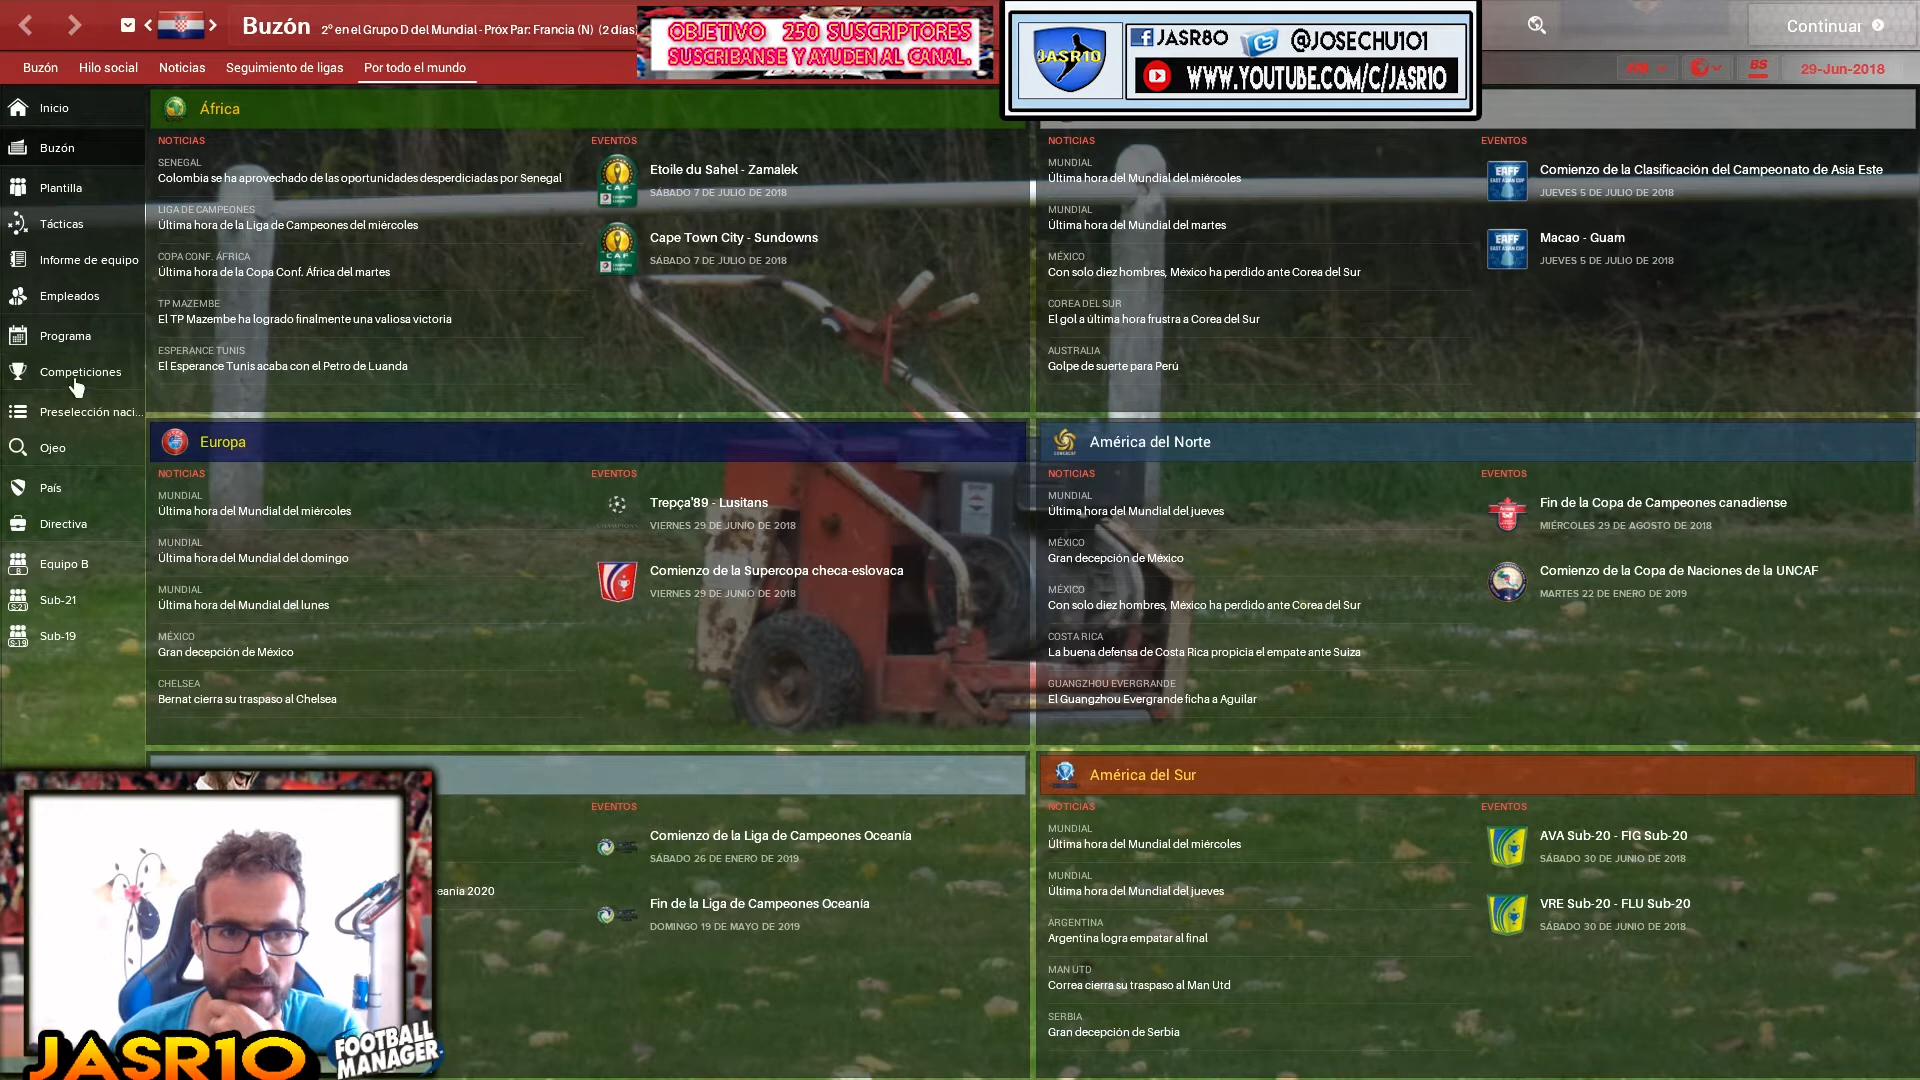 Buzón
2º en el Grupo D del Mundial - Próx Par: Francia (N) (2 días)
OBJETIVO 250 SUSCRIPTORES
SUSCRIBANSE Y AYUDEN AL CANAL.
JASR10
JASR80
@JOSECHU101
WWW.YOUTUBE.COM/C/JASR10
Continuar
Buzón
Hilo social
Noticias
Seguimiento de ligas
Por todo el mundo
BS
29-Jun-2018
Inicio
Buzón
Plantilla
Tácticas
Informe de equipo
Empleados
Programa
Competiciones
Preselección naci...
Ojeo
País
Directiva
Equipo B
Sub-21
Sub-19
África
NOTICIAS
SENEGAL
Colombia se ha aprovechado de las oportunidades desperdiciadas por Senegal
LIGA DE CAMPEONES
Última hora de la Liga de Campeones del miércoles
COPA CONF. ÁFRICA
Última hora de la Copa Conf. África del martes
TP MAZEMBE
El TP Mazembe ha logrado finalmente una valiosa victoria
ESPERANCE TUNIS
El Esperance Tunis acaba con el Petro de Luanda
EVENTOS
CAF
Etoile du Sahel - Zamalek
SÁBADO 7 DE JULIO DE 2018
CAF
Cape Town City - Sundowns
SÁBADO 7 DE JULIO DE 2018
NOTICIAS
MUNDIAL
Última hora del Mundial del miércoles
MUNDIAL
Última hora del Mundial del martes
MÉXICO
Con solo diez hombres, México ha perdido ante Corea del Sur
COREA DEL SUR
El gol a última hora frustra a Corea del Sur
AUSTRALIA
Golpe de suerte para Perú
EVENTOS
EAFF
EAST ASIAN CUP
Comienzo de la Clasificación del Campeonato de Asia Este
JUEVES 5 DE JULIO DE 2018
EAFF
EAST ASIAN CUP
Macao - Guam
JUEVES 5 DE JULIO DE 2018
Europa
NOTICIAS
MUNDIAL
Última hora del Mundial del miércoles
MUNDIAL
Última hora del Mundial del domingo
MUNDIAL
Última hora del Mundial del lunes
MÉXICO
Gran decepción de México
CHELSEA
Bernat cierra su traspaso al Chelsea
EVENTOS
Trepça'89 - Lusitans
VIERNES 29 DE JUNIO DE 2018
Comienzo de la Supercopa checa-eslovaca
VIERNES 29 DE JUNIO DE 2018
América del Norte
NOTICIAS
MUNDIAL
Última hora del Mundial del jueves
MÉXICO
Gran decepción de México
MÉXICO
Con solo diez hombres, México ha perdido ante Corea del Sur
COSTA RICA
La buena defensa de Costa Rica propicia el empate ante Suiza
GUANGZHOU EVERGRANDE
El Guangzhou Evergrande ficha a Aguilar
EVENTOS
Fin de la Copa de Campeones canadiense
MIÉRCOLES 29 DE AGOSTO DE 2018
Comienzo de la Copa de Naciones de la UNCAF
MARTES 22 DE ENERO DE 2019
eanía 2020
EVENTOS
Comienzo de la Liga de Campeones Oceanía
SÁBADO 26 DE ENERO DE 2019
Fin de la Liga de Campeones Oceanía
DOMINGO 19 DE MAYO DE 2019
América del Sur
NOTICIAS
MUNDIAL
Última hora del Mundial del miércoles
MUNDIAL
Última hora del Mundial del jueves
ARGENTINA
Argentina logra empatar al final
MAN UTD
Correa cierra su traspaso al Man Utd
SERBIA
Gran decepción de Serbia
EVENTOS
AVA Sub-20 - FIG Sub-20
SÁBADO 30 DE JUNIO DE 2018
VRE Sub-20 - FLU Sub-20
SÁBADO 30 DE JUNIO DE 2018
JASR10
FOOTBALL
MANAGER